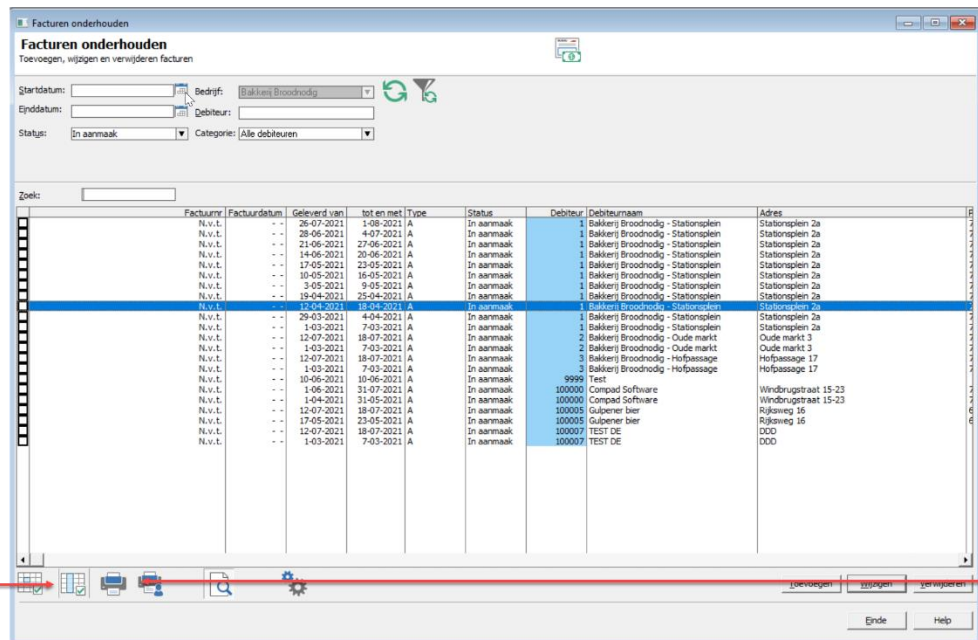 Facturen onderhouden
Facturen onderhouden
Toevoegen, wijzigen en verwijderen facturen
Startdatum: Bedrijf: Bakkerij Broodnodig
Einddatum: Debiteur:
Status: In aanmaak Categorie: Alle debiteuren
Zoek:
Factuurnr Factuurdatum Geleverd van tot en met Type Status Debiteur Debiteurnaam Adres
N.v.t. - - 26-07-2021 1-08-2021 A In aanmaak 1 Bakkerij Broodnodig - Stationsplein Stationsplein 2a
N.v.t. - - 28-06-2021 4-07-2021 A In aanmaak 1 Bakkerij Broodnodig - Stationsplein Stationsplein 2a
N.v.t. - - 21-06-2021 27-06-2021 A In aanmaak 1 Bakkerij Broodnodig - Stationsplein Stationsplein 2a
N.v.t. - - 14-06-2021 20-06-2021 A In aanmaak 1 Bakkerij Broodnodig - Stationsplein Stationsplein 2a
N.v.t. - - 17-05-2021 23-05-2021 A In aanmaak 1 Bakkerij Broodnodig - Stationsplein Stationsplein 2a
N.v.t. - - 10-05-2021 16-05-2021 A In aanmaak 1 Bakkerij Broodnodig - Stationsplein Stationsplein 2a
N.v.t. - - 3-05-2021 9-05-2021 A In aanmaak 1 Bakkerij Broodnodig - Stationsplein Stationsplein 2a
N.v.t. - - 19-04-2021 25-04-2021 A In aanmaak 1 Bakkerij Broodnodig - Stationsplein Stationsplein 2a
N.v.t. - - 12-04-2021 18-04-2021 A In aanmaak 1 Bakkerij Broodnodig - Stationsplein Stationsplein 2a
N.v.t. - - 29-03-2021 4-04-2021 A In aanmaak 1 Bakkerij Broodnodig - Stationsplein Stationsplein 2a
N.v.t. - - 1-03-2021 7-03-2021 A In aanmaak 1 Bakkerij Broodnodig - Stationsplein Stationsplein 2a
N.v.t. - - 12-07-2021 18-07-2021 A In aanmaak 2 Bakkerij Broodnodig - Oude markt Oude markt 3
N.v.t. - - 1-03-2021 7-03-2021 A In aanmaak 2 Bakkerij Broodnodig - Oude markt Oude markt 3
N.v.t. - - 12-07-2021 18-07-2021 A In aanmaak 3 Bakkerij Broodnodig - Hofpassage Hofpassage 17
N.v.t. - - 1-03-2021 7-03-2021 A In aanmaak 3 Bakkerij Broodnodig - Hofpassage Hofpassage 17
N.v.t. - - 10-06-2021 10-06-2021 A In aanmaak 9999 Test
N.v.t. - - 1-06-2021 31-07-2021 A In aanmaak 100000 Compad Software Windbrugstraat 15-23
N.v.t. - - 1-04-2021 31-05-2021 A In aanmaak 100000 Compad Software Windbrugstraat 15-23
N.v.t. - - 12-07-2021 18-07-2021 A In aanmaak 100005 Gulpener bier Rijksweg 16
N.v.t. - - 17-05-2021 23-05-2021 A In aanmaak 100005 Gulpener bier Rijksweg 16
N.v.t. - - 12-07-2021 18-07-2021 A In aanmaak 100007 TEST DE DDD
N.v.t. - - 1-03-2021 7-03-2021 A In aanmaak 100007 TEST DE DDD
Toevoegen Wijzigen Verwijderen
Einde Help